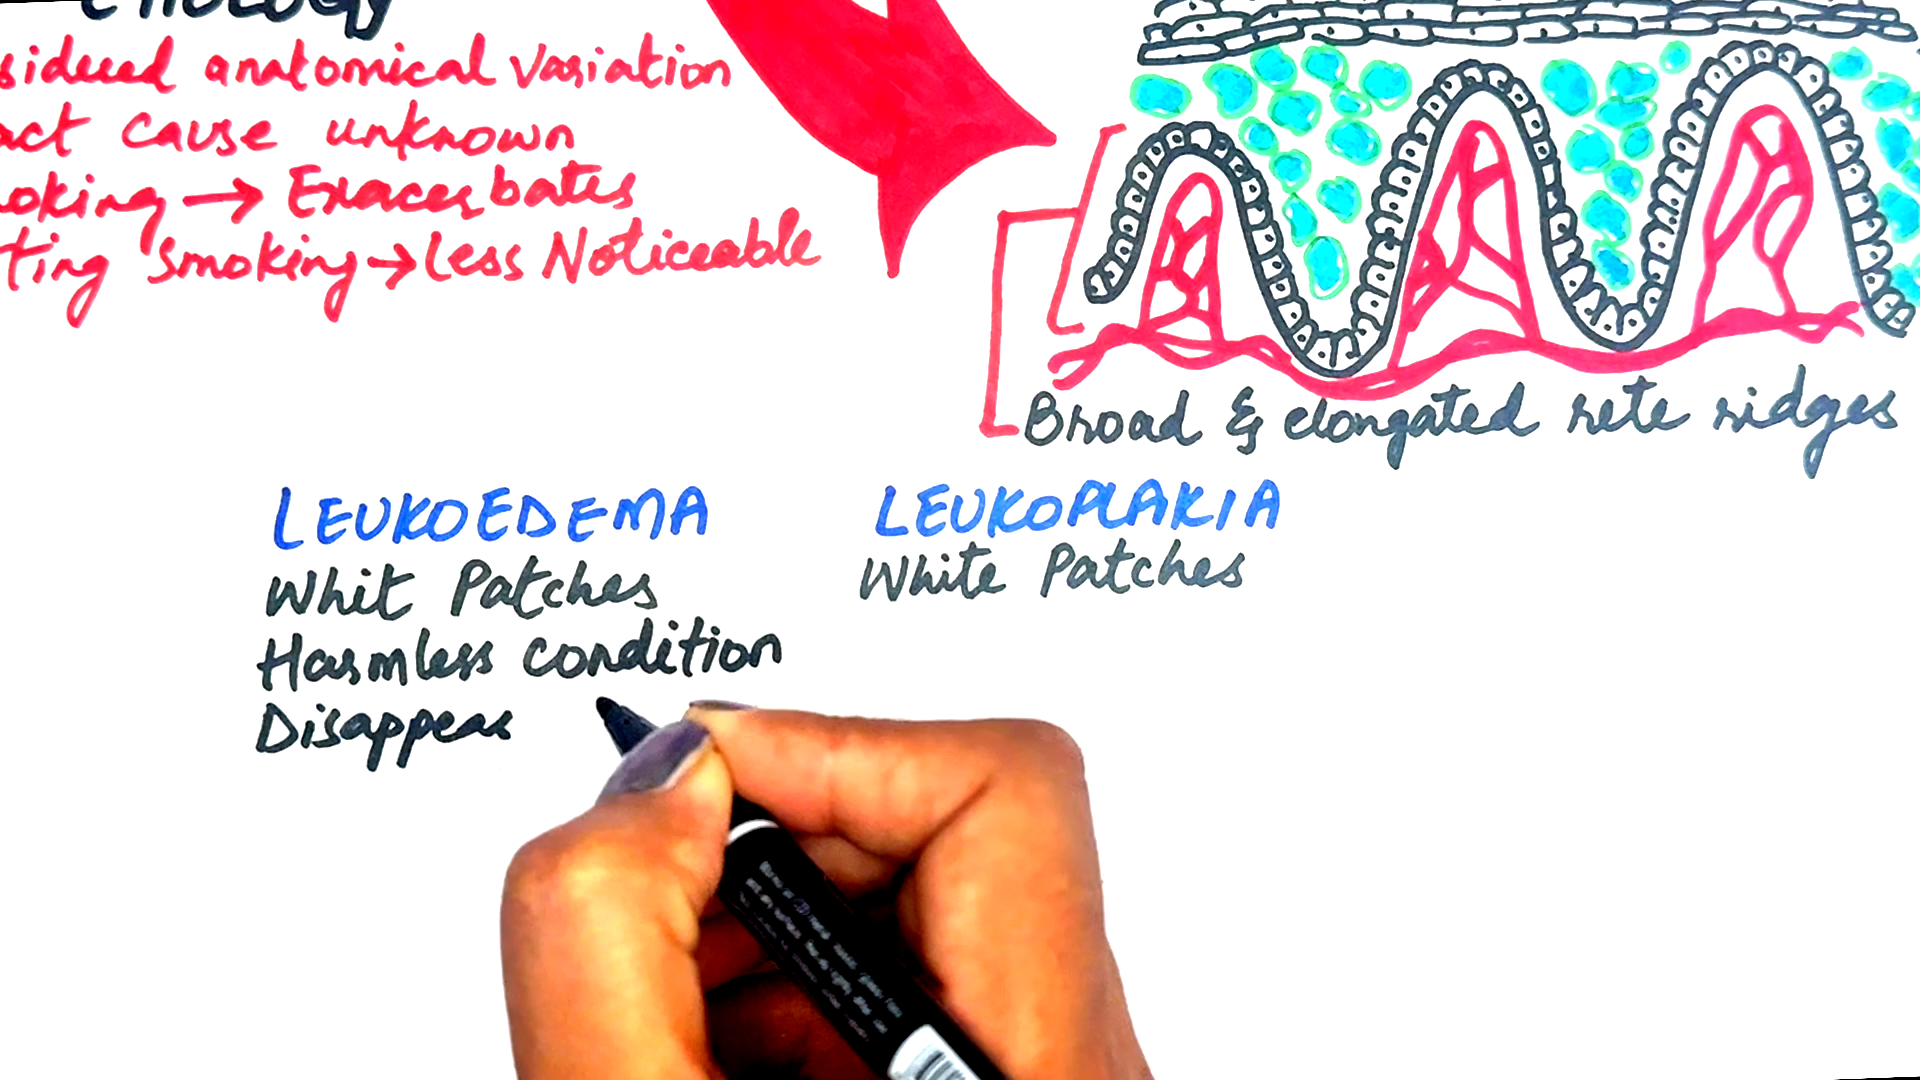 sidered anatomical variation
act cause unknown
oking → Exacerbates
ting smoking → less Noticeable
Broad & elongated rete ridges
LEUKOEDEMA
Whit Patches
Harmless condition
Disappear
LEUKOPLAKIA
White Patches